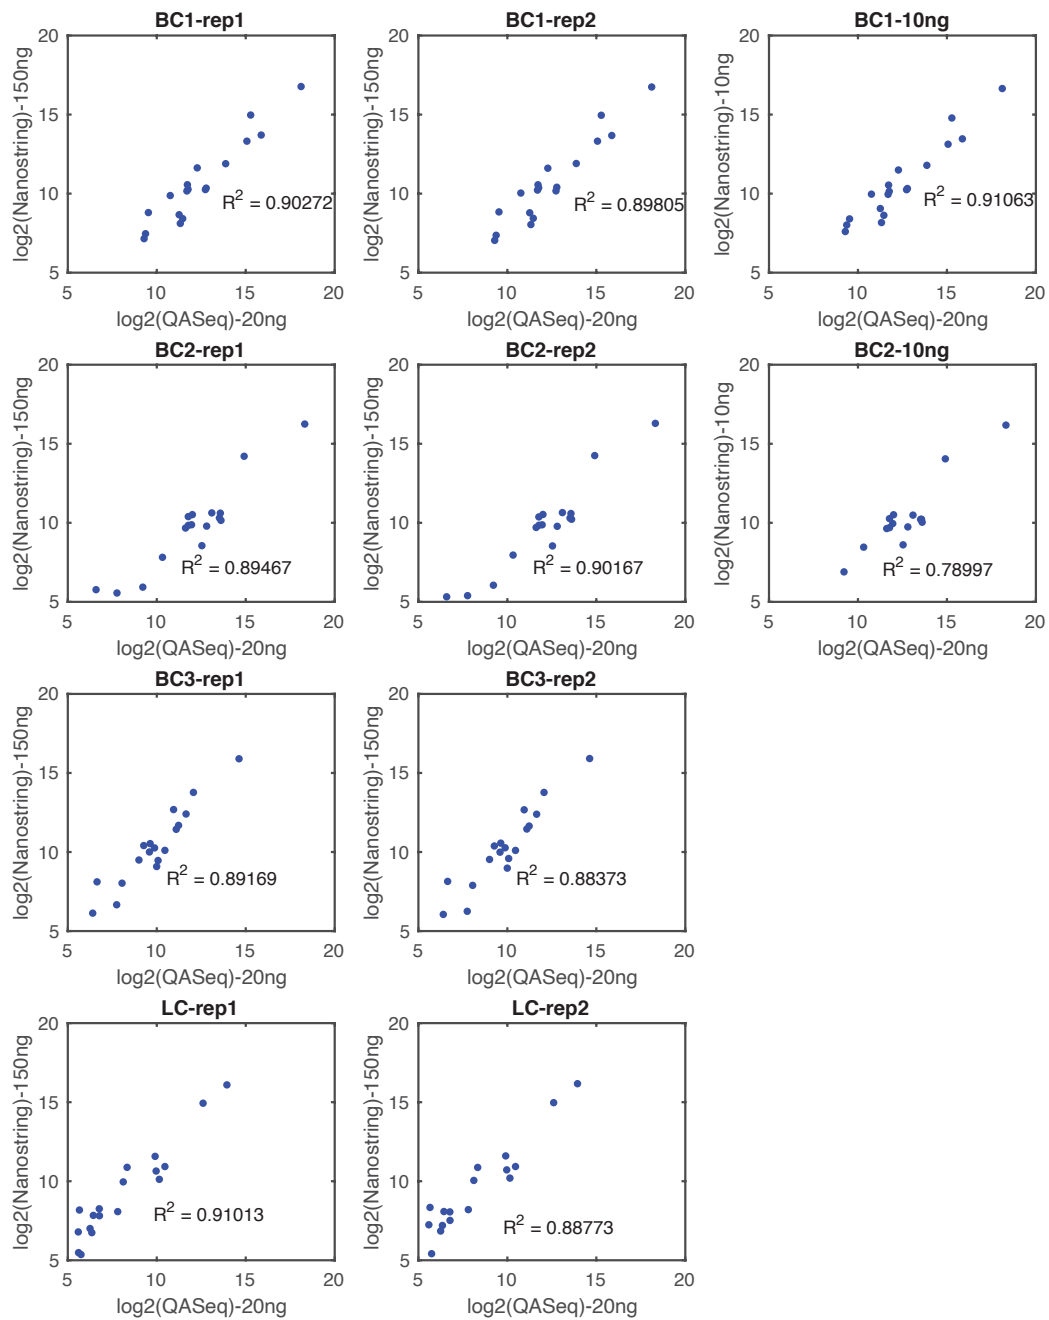 BC1-rep1
20
15
10
5
5 10 15 20
log2(Nanostring)-150ng
log2(QASeq)-20ng
R2 = 0.90272
BC1-rep2
20
15
10
5
5 10 15 20
log2(Nanostring)-150ng
log2(QASeq)-20ng
R2 = 0.89805
BC1-10ng
20
15
10
5
5 10 15 20
log2(Nanostring)-10ng
log2(QASeq)-20ng
R2 = 0.91063
BC2-rep1
20
15
10
5
5 10 15 20
log2(Nanostring)-150ng
log2(QASeq)-20ng
R2 = 0.89467
BC2-rep2
20
15
10
5
5 10 15 20
log2(Nanostring)-150ng
log2(QASeq)-20ng
R2 = 0.90167
BC2-10ng
20
15
10
5
5 10 15 20
log2(Nanostring)-10ng
log2(QASeq)-20ng
R2 = 0.78997
BC3-rep1
20
15
10
5
5 10 15 20
log2(Nanostring)-150ng
log2(QASeq)-20ng
R2 = 0.89169
BC3-rep2
20
15
10
5
5 10 15 20
log2(Nanostring)-150ng
log2(QASeq)-20ng
R2 = 0.88373
LC-rep1
20
15
10
5
5 10 15 20
log2(Nanostring)-150ng
log2(QASeq)-20ng
R2 = 0.91013
LC-rep2
20
15
10
5
5 10 15 20
log2(Nanostring)-150ng
log2(QASeq)-20ng
R2 = 0.88773